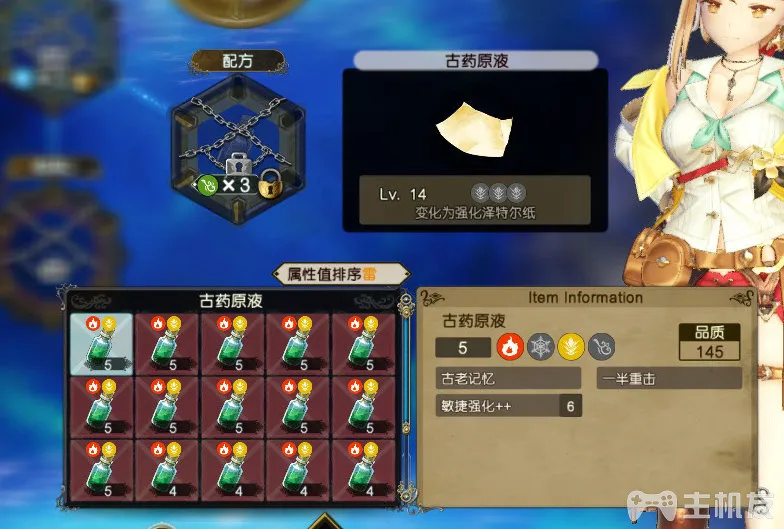 配方
古药原液
×3
Lv. 14
变化为强化泽特尔纸
属性值排序雷
古药原液
5 5 5 5 5
5 5 5 5 5
5 4 4 4 4
Item Information
古药原液
5
品质
145
古老记忆
一半重击
敏捷强化++ 6
主机